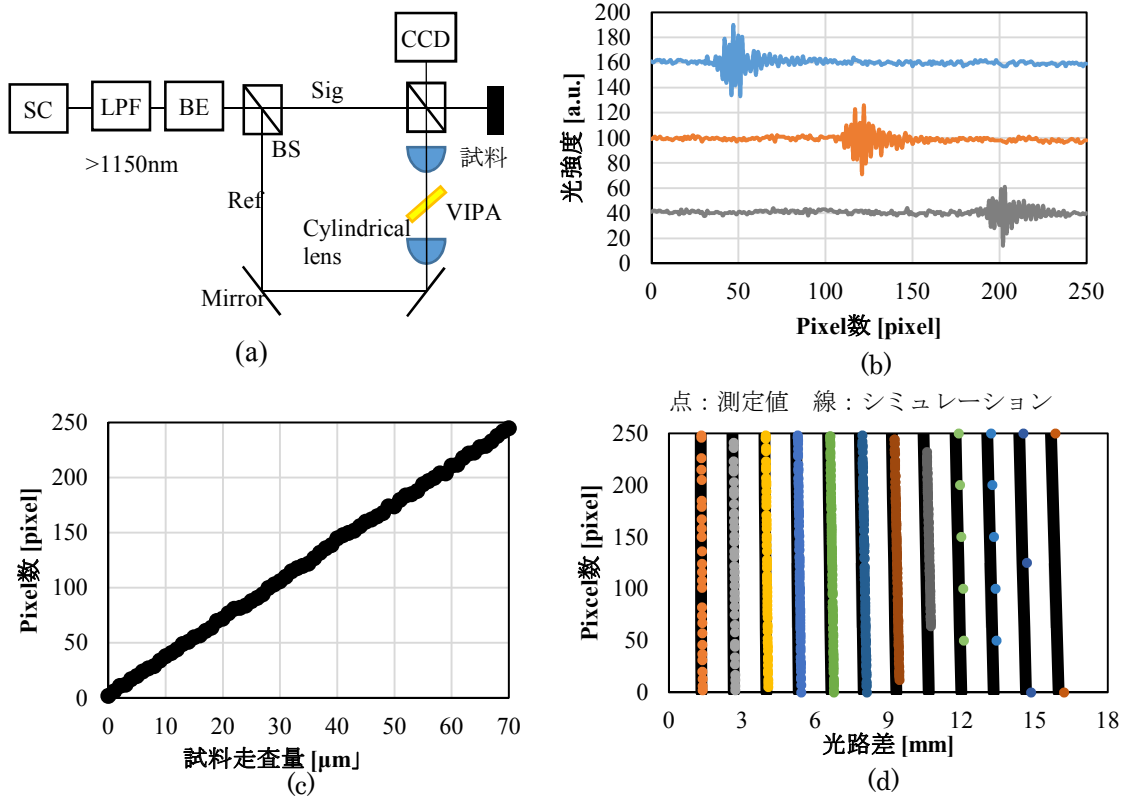 CCD
SC
LPF
BE
Sig
BS
>1150nm
試料
Ref
VIPA
Cylindrical
lens
Mirror
(a)
光強度 [a.u.]
200
180
160
140
120
100
80
60
40
20
0
0 50 100 150 200 250
Pixel数 [pixel]
(b)
Pixel数 [pixel]
250
200
150
100
50
0
0 10 20 30 40 50 60 70
試料走査量 [μm」
(c)
点：測定値　線：シミュレーション
Pixcel数 [pixel]
250
200
150
100
50
0
0 3 6 9 12 15 18
光路差 [mm]
(d)